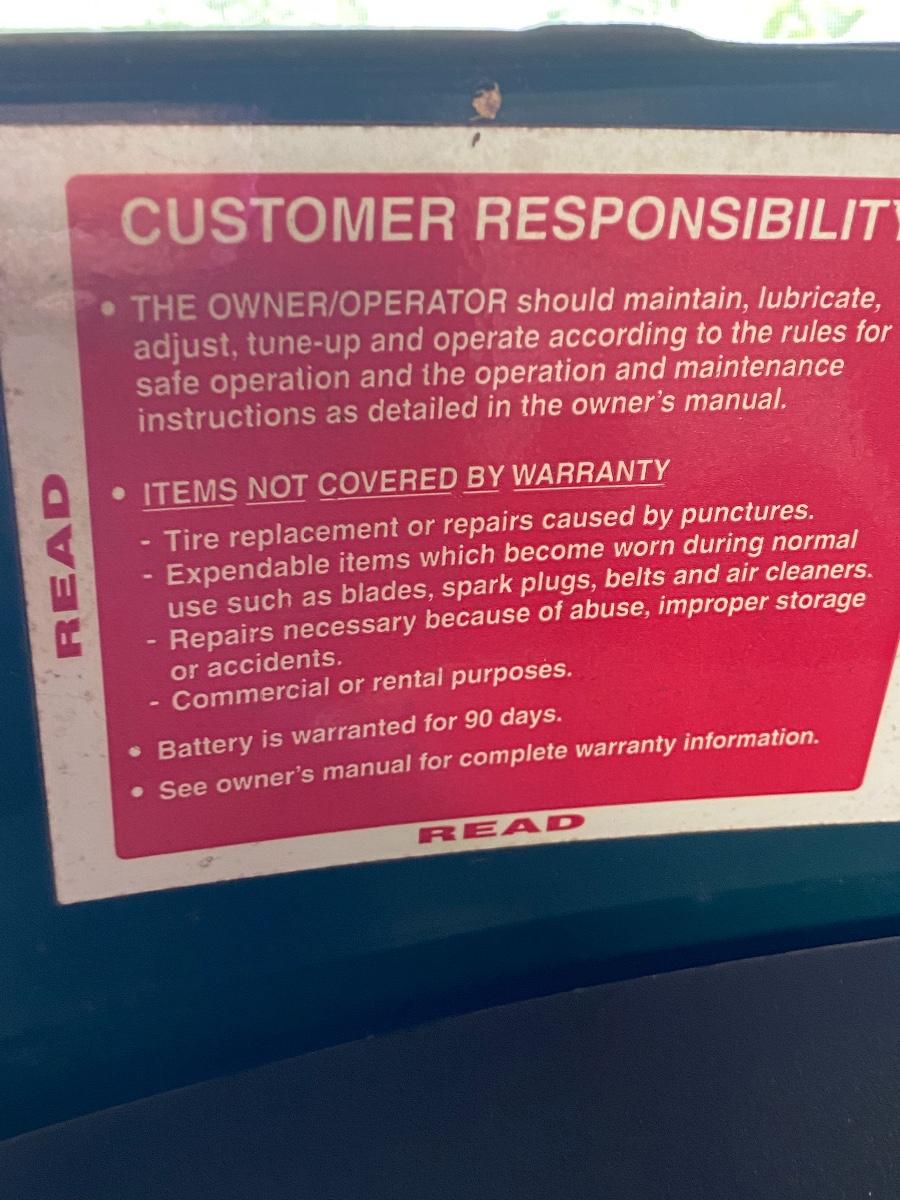 CUSTOMER RESPONSIBILITY
• THE OWNER/OPERATOR should maintain, lubricate,
adjust, tune-up and operate according to the rules for
safe operation and the operation and maintenance
instructions as detailed in the owner's manual.
• ITEMS NOT COVERED BY WARRANTY
- Tire replacement or repairs caused by punctures.
- Expendable items which become worn during normal
use such as blades, spark plugs, belts and air cleaners.
- Repairs necessary because of abuse, improper storage
or accidents.
- Commercial or rental purposes.
• Battery is warranted for 90 days.
• See owner's manual for complete warranty information.
READ
READ